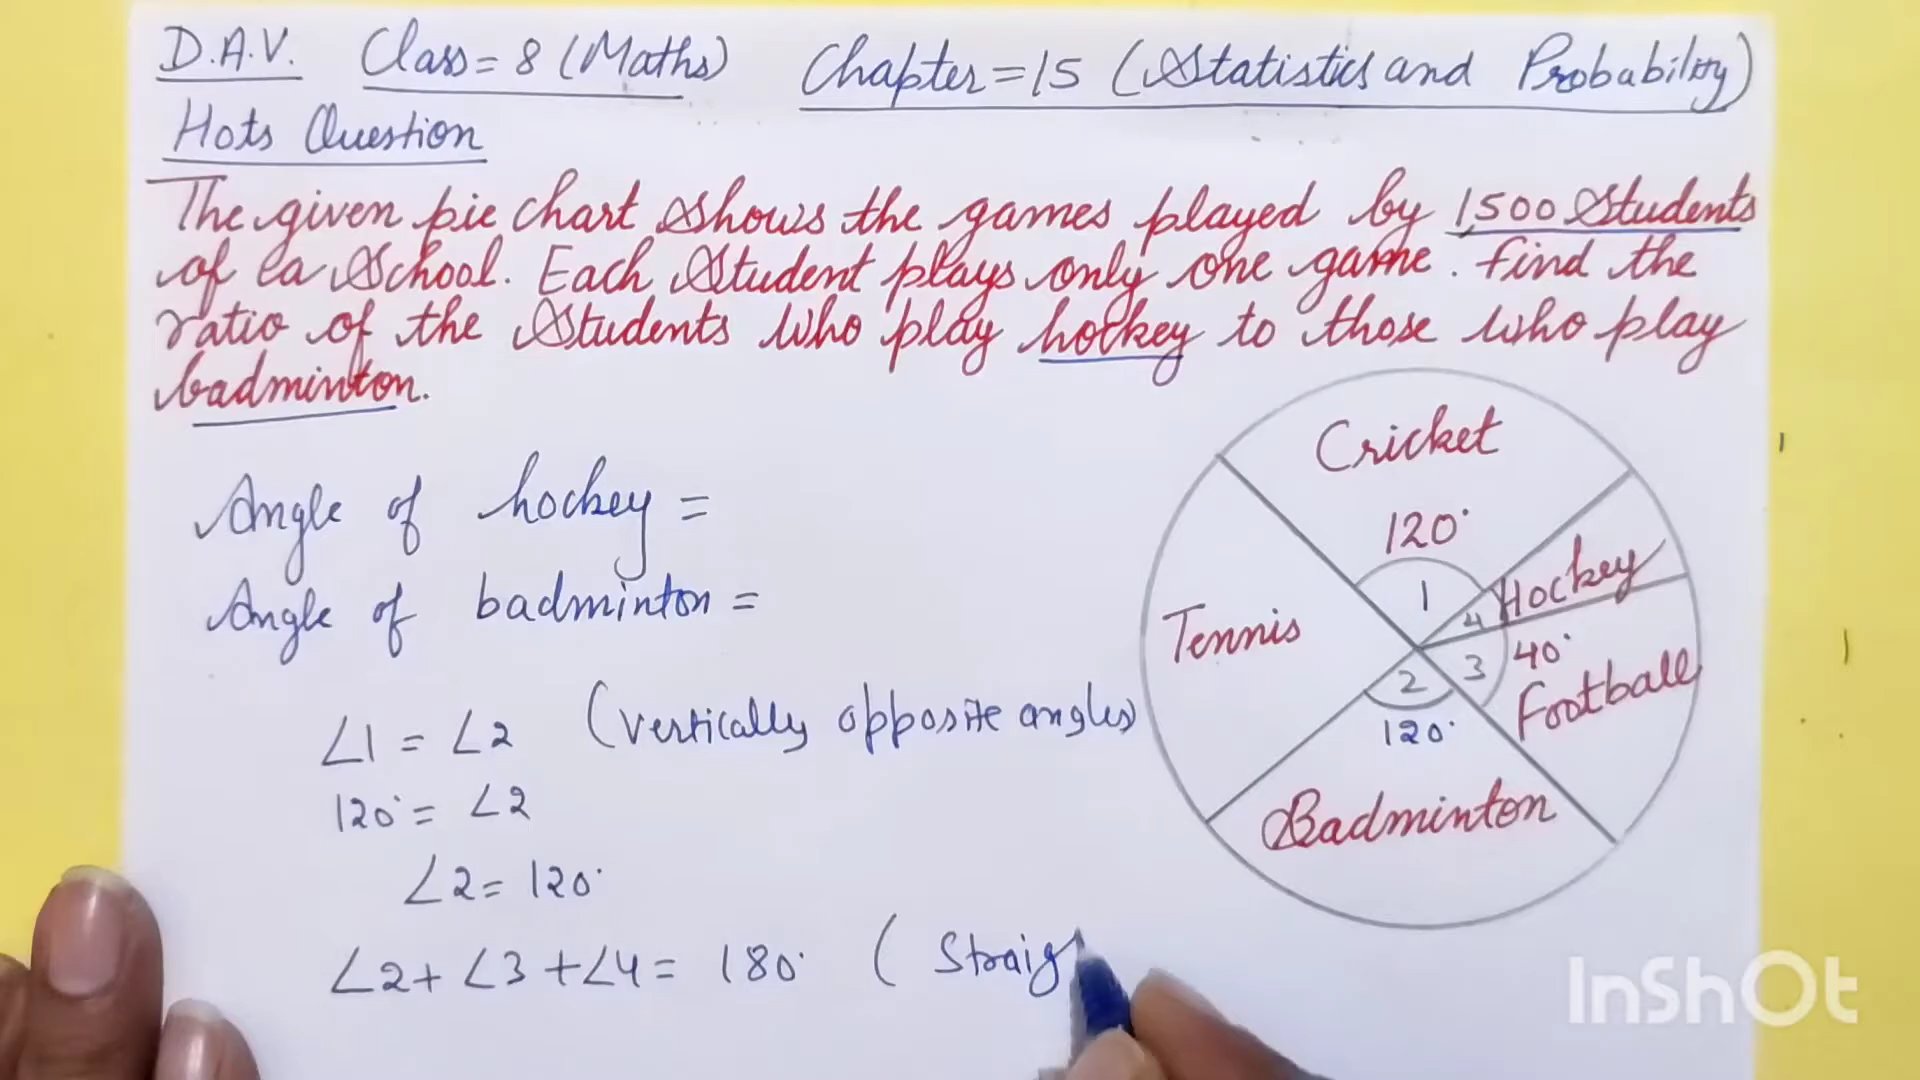 D.A.V. Class = 8 (Maths) Chapter = 15 (Statistics and Probability)
Hots Question
The given pie chart shows the games played by 1500 Students
of a School. Each Student plays only one game. find the
ratio of the Students who play hockey to those who play
badminton.
Angle of hockey =
Angle of badminton =
∠1 = ∠2 (vertically opposite angles)
120° = ∠2
∠2 = 120°
∠2 + ∠3 + ∠4 = 180° ( Straig
Cricket
120°
1
Hockey
4
Tennis
40°
3
Football
2
120°
Badminton
InShOt